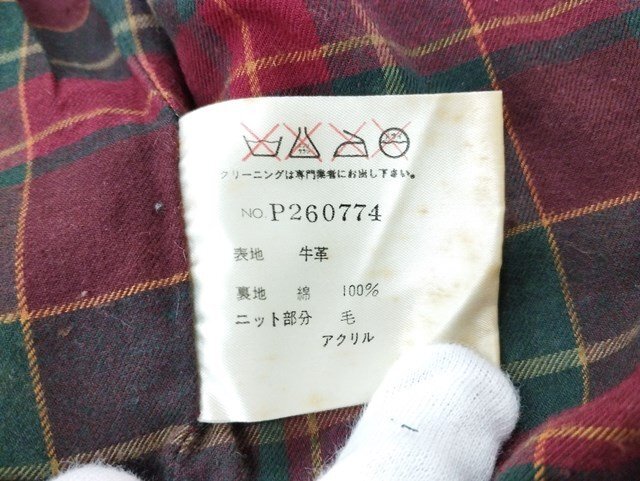 クリーニングは専門業者にお出し下さい。
NO. P260774
表地 牛革
裏地 綿 100%
ニット部分 毛
アクリル